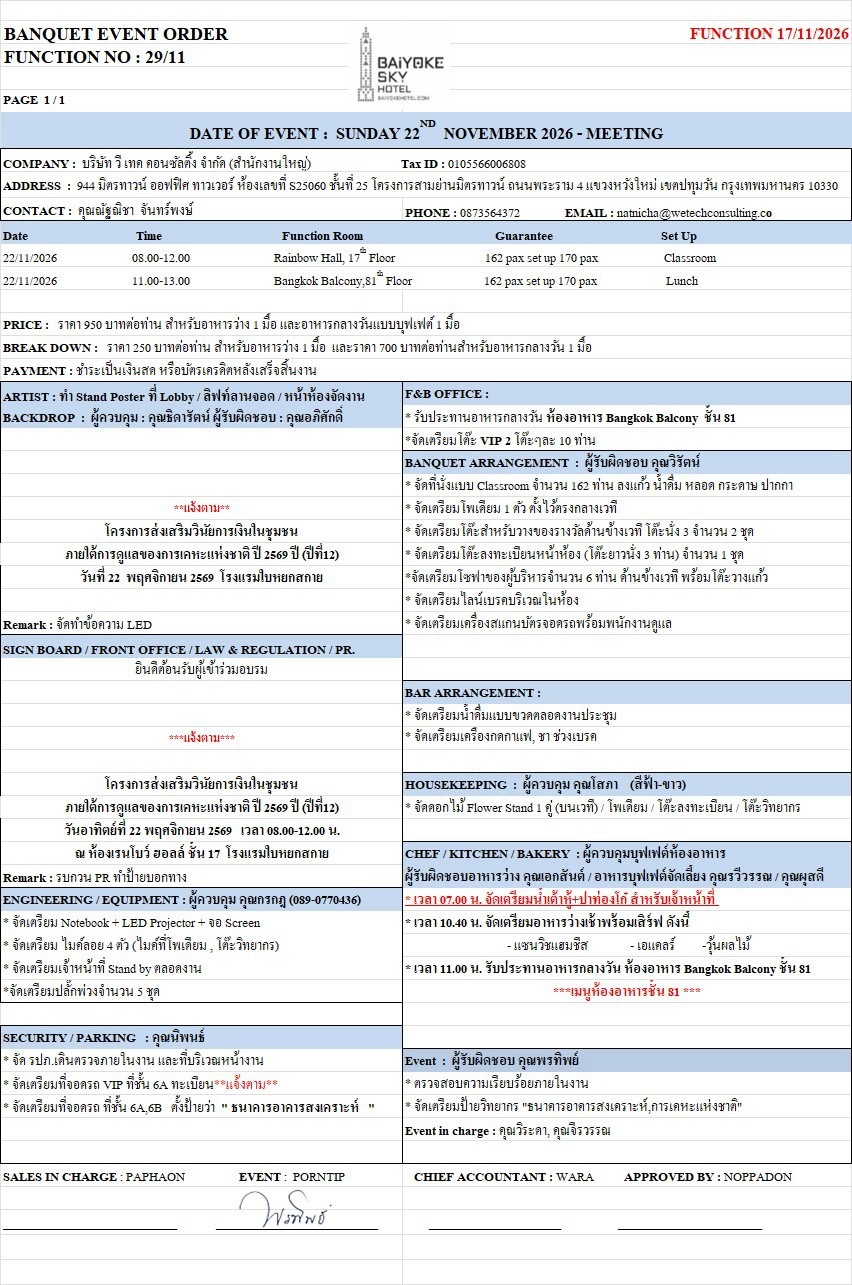 BANQUET EVENT ORDER
FUNCTION 17/11/2026
FUNCTION NO : 29/11
BAIYOKE
SKY
HOTEL
BAIYOKEHOTEL.COM
PAGE 1 / 1
DATE OF EVENT : SUNDAY 22ND NOVEMBER 2026 - MEETING
COMPANY : บริษัท วี เทค คอนซัลติ้ง จำกัด (สำนักงานใหญ่) Tax ID : 0105566006808
ADDRESS : 944 มิตรทาวน์ ออฟฟิศ ทาวเวอร์ ห้องเลขที่ S25060 ชั้นที่ 25 โครงการสามย่านมิตรทาวน์ ถนนพระราม 4 แขวงหวังใหม่ เขตปทุมวัน กรุงเทพมหานคร 10330
CONTACT : คุณณัฐณิชา จันทร์พงษ์ PHONE : 0873564372 EMAIL : natnicha@wetechconsulting.co
Date Time Function Room Guarantee Set Up
22/11/2026 08.00-12.00 Rainbow Hall, 17th Floor 162 pax set up 170 pax Classroom
22/11/2026 11.00-13.00 Bangkok Balcony,81th Floor 162 pax set up 170 pax Lunch
PRICE : ราคา 950 บาทต่อท่าน สำหรับอาหารว่าง 1 มื้อ และอาหารกลางวันแบบบุฟเฟต์ 1 มื้อ
BREAK DOWN : ราคา 250 บาทต่อท่าน สำหรับอาหารว่าง 1 มื้อ และราคา 700 บาทต่อท่านสำหรับอาหารกลางวัน 1 มื้อ
PAYMENT : ชำระเป็นเงินสด หรือบัตรเครดิตหลังเสร็จสิ้นงาน
ARTIST : ทำ Stand Poster ที่ Lobby / ลิฟท์ลานจอด / หน้าห้องจัดงาน
BACKDROP : ผู้ควบคุม : คุณธิดารัตน์ ผู้รับผิดชอบ : คุณอภิศักดิ์
**แจ้งตาม**
โครงการส่งเสริมวินัยการเงินในชุมชน
ภายใต้การดูแลของการเคหะแห่งชาติ ปี 2569 ปี (ปีที่12)
วันที่ 22 พฤศจิกายน 2569 โรงแรมใบหยกสกาย
Remark : จัดทำข้อความ LED
SIGN BOARD / FRONT OFFICE / LAW & REGULATION / PR.
ยินดีต้อนรับผู้เข้าร่วมอบรม
***แจ้งตาม***
โครงการส่งเสริมวินัยการเงินในชุมชน
ภายใต้การดูแลของการเคหะแห่งชาติ ปี 2569 ปี (ปีที่12)
วันอาทิตย์ที่ 22 พฤศจิกายน 2569 เวลา 08.00-12.00 น.
ณ ห้องเรนโบว์ ฮอลล์ ชั้น 17 โรงแรมใบหยกสกาย
Remark : รบกวน PR ทำป้ายบอกทาง
ENGINEERING / EQUIPMENT : ผู้ควบคุม คุณกรกฎ (089-0770436)
* จัดเตรียม Notebook + LED Projector + จอ Screen
* จัดเตรียม ไมค์ลอย 4 ตัว (ไมค์ที่โพเดียม , โต๊ะวิทยากร)
* จัดเตรียมเจ้าหน้าที่ Stand by ตลอดงาน
*จัดเตรียมปลั๊กพ่วงจำนวน 5 ชุด
SECURITY / PARKING : คุณนิพนธ์
* จัด รปภ.เดินตรวจภายในงาน และที่บริเวณหน้างาน
* จัดเตรียมที่จอดรถ VIP ที่ชั้น 6A ทะเบียน**แจ้งตาม**
* จัดเตรียมที่จอดรถ ที่ชั้น 6A,6B ตั้งป้ายว่า " ธนาคารอาคารสงเคราะห์ "
F&B OFFICE :
* รับประทานอาหารกลางวัน ห้องอาหาร Bangkok Balcony ชั้น 81
*จัดเตรียมโต๊ะ VIP 2 โต๊ะๆละ 10 ท่าน
BANQUET ARRANGEMENT : ผู้รับผิดชอบ คุณวิรัตน์
* จัดที่นั่งแบบ Classroom จำนวน 162 ท่าน ลงแก้ว น้ำดื่ม หลอด กระดาษ ปากกา
* จัดเตรียมโพเดียม 1 ตัว ตั้งไว้ตรงกลางเวที
* จัดเตรียมโต๊ะสำหรับวางของรางวัลด้านข้างเวที โต๊ะนั่ง 3 จำนวน 2 ชุด
* จัดเตรียมโต๊ะลงทะเบียนหน้าห้อง (โต๊ะยาวนั่ง 3 ท่าน) จำนวน 1 ชุด
*จัดเตรียมโซฟาของผู้บริหารจำนวน 6 ท่าน ด้านข้างเวที พร้อมโต๊ะวางแก้ว
* จัดเตรียมไลน์เบรคบริเวณในห้อง
* จัดเตรียมเครื่องสแกนบัตรจอดรถพร้อมพนักงานดูแล
BAR ARRANGEMENT :
* จัดเตรียมน้ำดื่มแบบขวดตลอดงานประชุม
* จัดเตรียมเครื่องกดกาแฟ, ชา ช่วงเบรค
HOUSEKEEPING : ผู้ควบคุม คุณโสภา (สีฟ้า-ขาว)
* จัดดอกไม้ Flower Stand 1 คู่ (บนเวที) / โพเดียม / โต๊ะลงทะเบียน / โต๊ะวิทยากร
CHEF / KITCHEN / BAKERY : ผู้ควบคุมบุฟเฟต์ห้องอาหาร
ผู้รับผิดชอบอาหารว่าง คุณเอกสันต์ / อาหารบุฟเฟต์จัดเลี้ยง คุณรวีวรรณ / คุณผุสดี
* เวลา 07.00 น. จัดเตรียมน้ำเต้าหู้+ปาท่องโก๋ สำหรับเจ้าหน้าที่
* เวลา 10.40 น. จัดเตรียมอาหารว่างเช้าพร้อมเสิร์ฟ ดังนี้
- แซนวิชแฮมชีส - เอแคลร์ -วุ้นผลไม้
* เวลา 11.00 น. รับประทานอาหารกลางวัน ห้องอาหาร Bangkok Balcony ชั้น 81
***เมนูห้องอาหารชั้น 81 ***
Event : ผู้รับผิดชอบ คุณพรทิพย์
* ตรวจสอบความเรียบร้อยภายในงาน
* จัดเตรียมป้ายวิทยากร "ธนาคารอาคารสงเคราะห์,การเคหะแห่งชาติ"
Event in charge : คุณวิระดา, คุณจีรวรรณ
SALES IN CHARGE : PAPHAON EVENT : PORNTIP CHIEF ACCOUNTANT : WARA APPROVED BY : NOPPADON
พรทิพย์